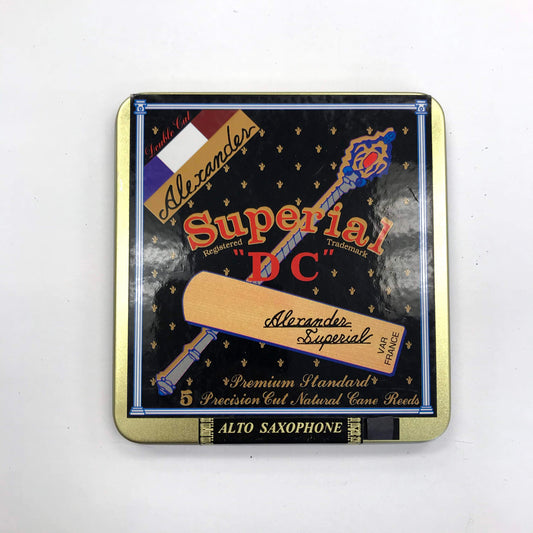 Double Cut
Alexander
Superial
Registered Trademark
"DC"
Alexander
Superial
VAR
FRANCE
Premium Standard
5 Precision Cut Natural Cane Reeds
ALTO SAXOPHONE